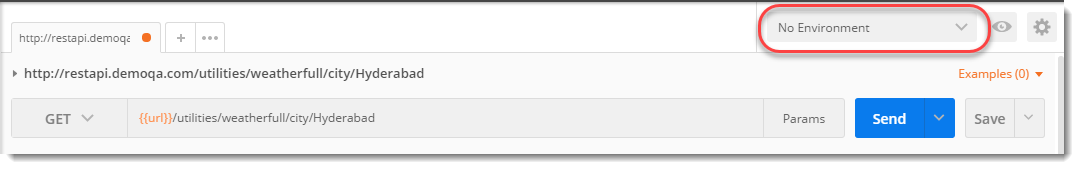 http://restapi.demoqa
No Environment
http://restapi.demoqa.com/utilities/weatherfull/city/Hyderabad
Examples (0)
GET
{{url}}/utilities/weatherfull/city/Hyderabad
Params
Send
Save